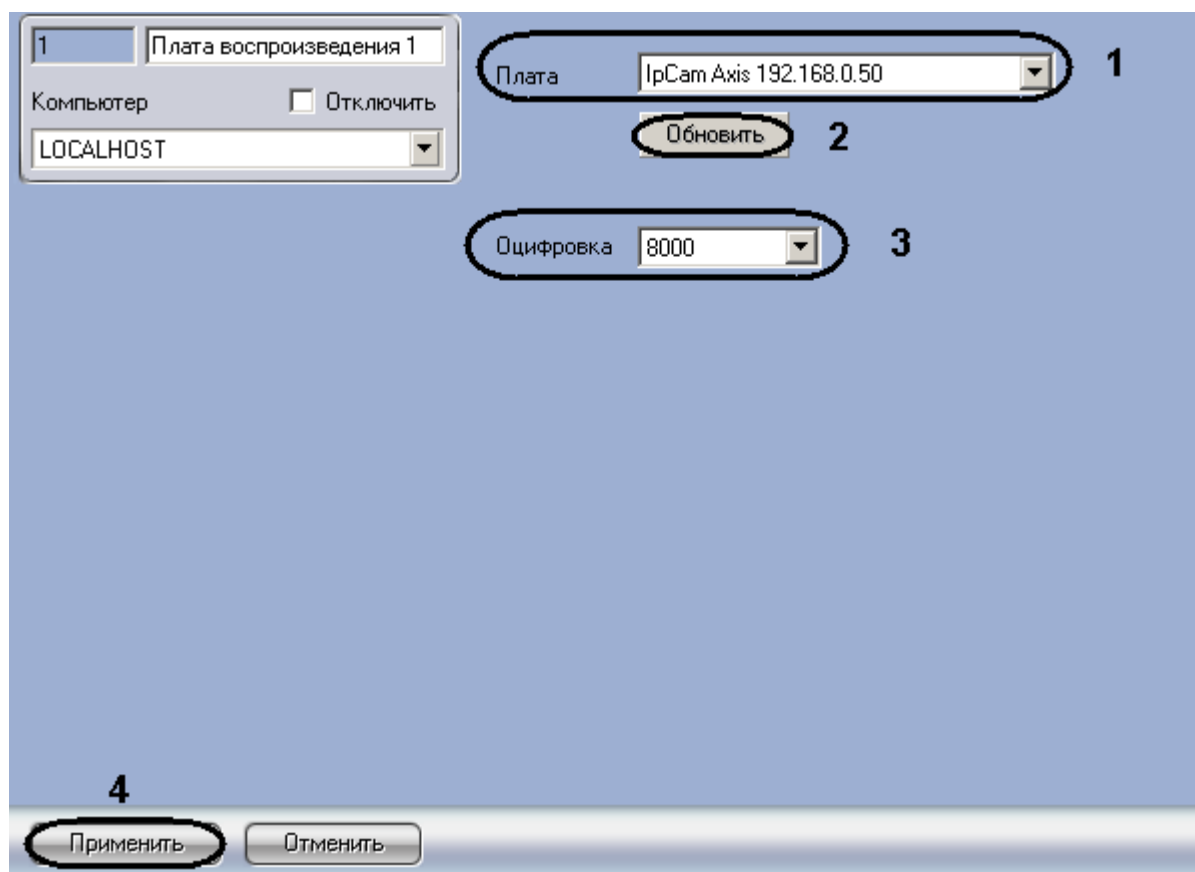 1 Плата воспроизведения 1
Компьютер Отключить
LOCALHOST
Плата IpCam Axis 192.168.0.50 1
Обновить 2
Оцифровка 8000 3
4
Применить Отменить